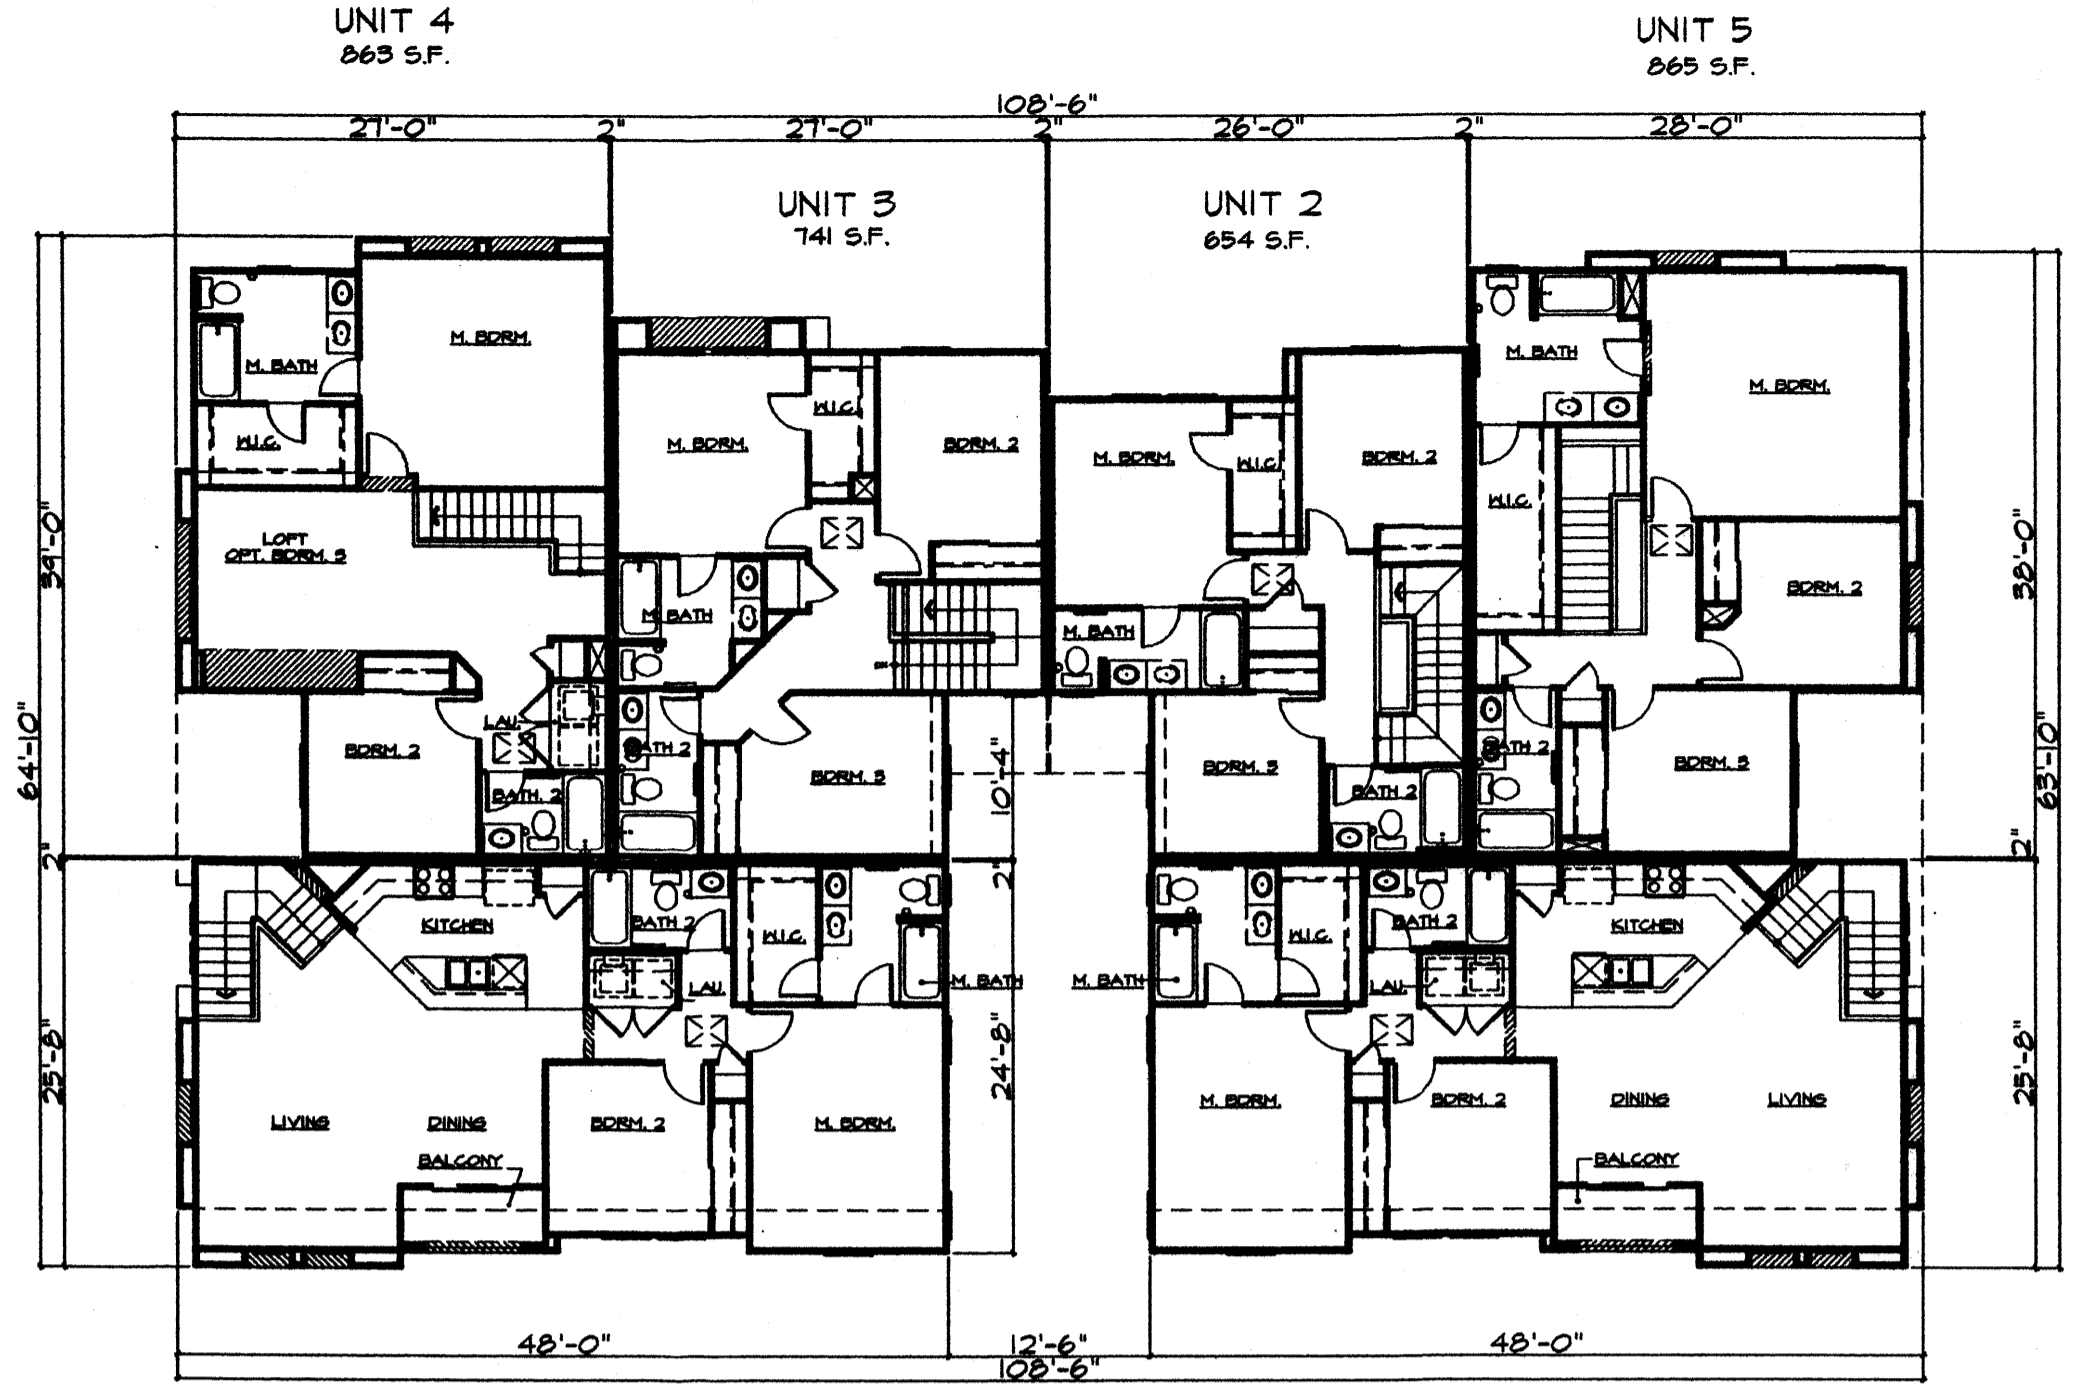 UNIT 4
863 S.F.
UNIT 5
865 S.F.
108'-6"
27'-0"
2"
27'-0"
2"
26'-0"
2"
28'-0"
UNIT 3
741 S.F.
UNIT 2
654 S.F.
M. BDRM.
M. BATH
W.I.C.
LOFT
OPT. BDRM. 3
LAU.
BDRM. 2
BATH. 2
M. BDRM.
W.I.C.
BDRM. 2
M. BATH
BATH 2
BDRM. 3
M. BDRM.
W.I.C.
BDRM. 2
M. BATH
BDRM. 3
BATH 2
M. BATH
M. BDRM.
W.I.C.
BDRM. 2
BATH 2
BDRM. 3
39'-0"
64'-10"
2"
25'-8"
10'-4"
2"
24'-8"
38'-0"
63'-10"
2"
25'-8"
KITCHEN
BATH 2
W.I.C.
LAU.
M. BATH
LIVING
DINING
BDRM. 2
M. BDRM.
BALCONY
M. BATH
W.I.C.
BATH 2
LAU.
KITCHEN
M. BDRM.
BDRM. 2
DINING
LIVING
BALCONY
48'-0"
12'-6"
48'-0"
108'-6"